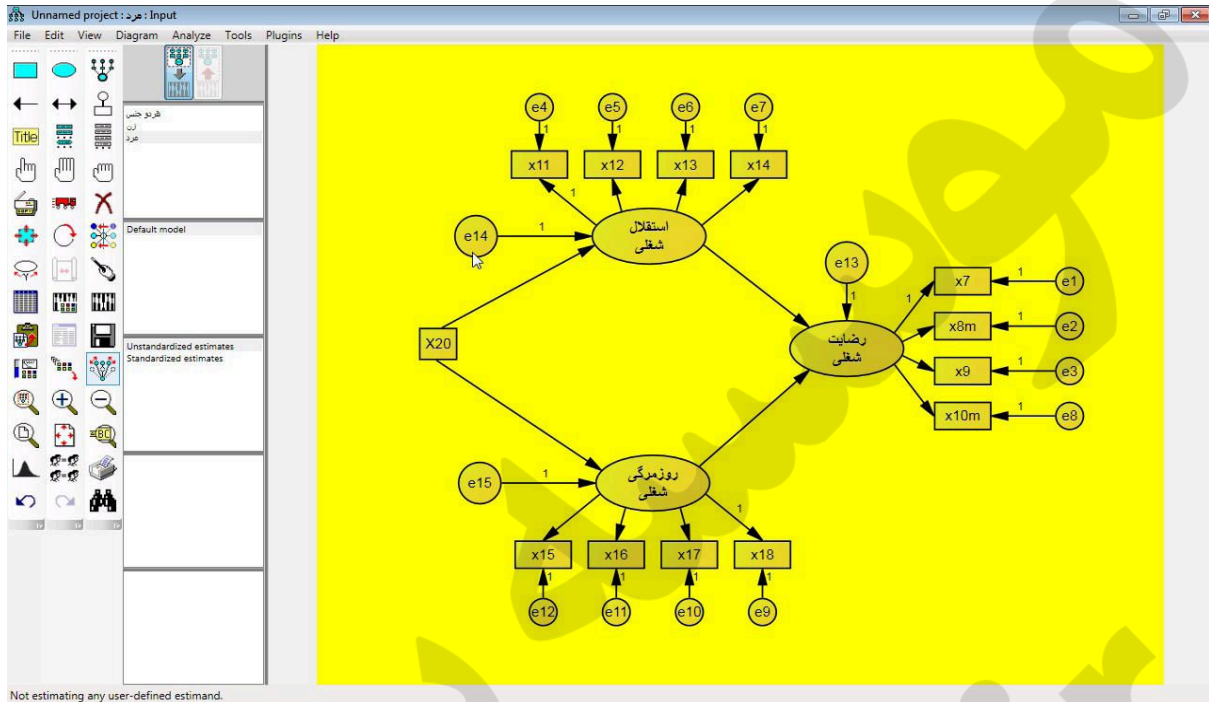 Unnamed project : مرد : Input
File Edit View Diagram Analyze Tools Plugins Help
Title
هردو جنس
زن
مرد
Default model
Unstandardized estimates
Standardized estimates
e4 e5 e6 e7
1 1 1 1
x11 x12 x13 x14
1
استقلال
شغلی
e14 1
e13
1
x7 1 e1
1
x8m 1 e2
رضایت
شغلی
x9 1 e3
x10m 1 e8
X20
e15 1
روزمرگی
شغلی
1
x15 x16 x17 x18
1 1 1 1
e12 e11 e10 e9
Not estimating any user-defined estimand.